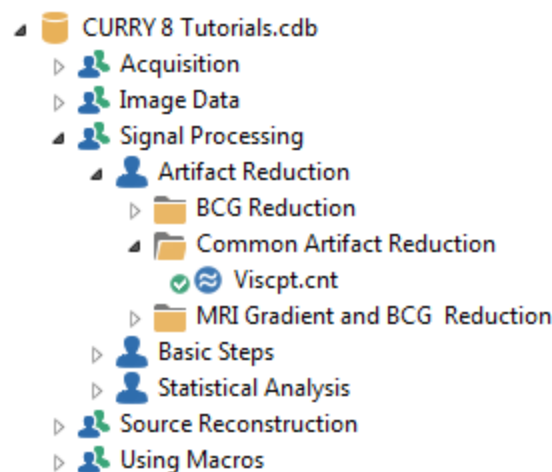 CURRY 8 Tutorials.cdb
Acquisition
Image Data
Signal Processing
Artifact Reduction
BCG Reduction
Common Artifact Reduction
Viscpt.cnt
MRI Gradient and BCG  Reduction
Basic Steps
Statistical Analysis
Source Reconstruction
Using Macros